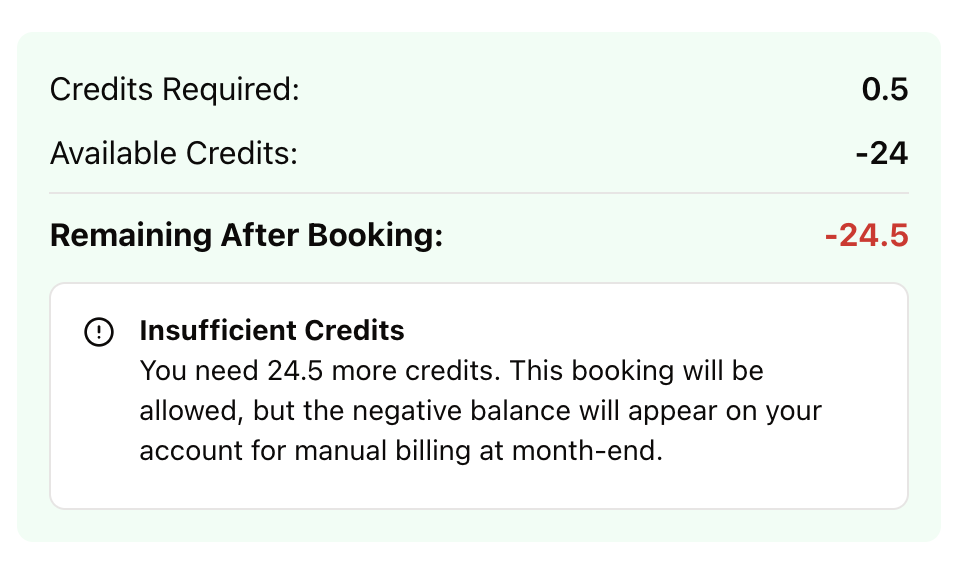 Credits Required: 0.5
Available Credits: -24
Remaining After Booking: -24.5
Insufficient Credits
You need 24.5 more credits. This booking will be
allowed, but the negative balance will appear on your
account for manual billing at month-end.